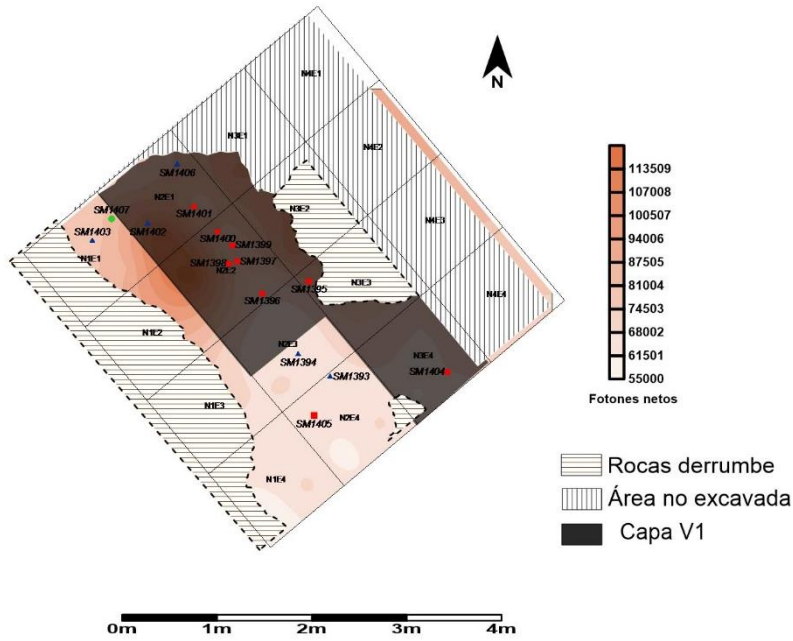 N4E1
N
N3E1
N4E2
SM1406
N2E1
N3E2
SM1407
SM1401
N4E3
SM1403
SM1402
SM1400
SM1399
N1E1
SM1398
SM1397
N2E2
SM1395
N3E3
N4E4
SM1396
N1E2
N2E3
SM1394
N3E4
SM1404
SM1393
N1E3
SM1405
N2E4
N1E4
113509
107008
100507
94006
87505
81004
74503
68002
61501
55000
Fotones netos
Rocas derrumbe
Área no excavada
Capa V1
0m 1m 2m 3m 4m